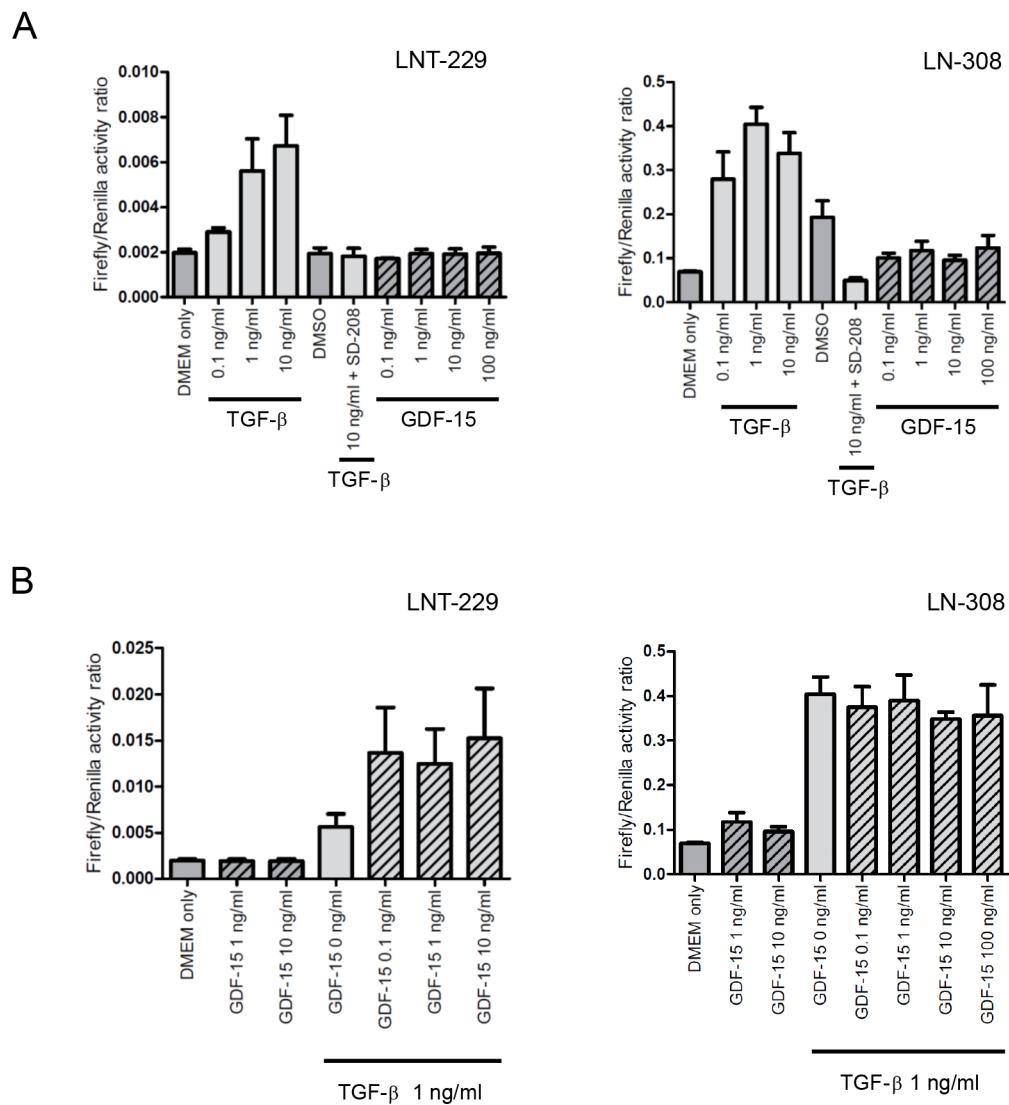 A
LNT-229
Firefly/Renilla activity ratio
0.010
0.008
0.006
0.004
0.002
0.000
DMEM only
0.1 ng/ml
1 ng/ml
10 ng/ml
DMSO
10 ng/ml + SD-208
0.1 ng/ml
1 ng/ml
10 ng/ml
100 ng/ml
TGF-β
GDF-15
TGF-β
LN-308
Firefly/Renilla activity ratio
0.5
0.4
0.3
0.2
0.1
0.0
DMEM only
0.1 ng/ml
1 ng/ml
10 ng/ml
DMSO
10 ng/ml + SD-208
0.1 ng/ml
1 ng/ml
10 ng/ml
100 ng/ml
TGF-β
GDF-15
TGF-β
B
LNT-229
Firefly/Renilla activity ratio
0.025
0.020
0.015
0.010
0.005
0.000
DMEM only
GDF-15 1 ng/ml
GDF-15 10 ng/ml
GDF-15 0 ng/ml
GDF-15 0.1 ng/ml
GDF-15 1 ng/ml
GDF-15 10 ng/ml
TGF-β 1 ng/ml
LN-308
Firefly/Renilla activity ratio
0.5
0.4
0.3
0.1
0.0
DMEM only
GDF-15 1 ng/ml
GDF-15 10 ng/ml
GDF-15 0 ng/ml
GDF-15 0.1 ng/ml
GDF-15 1 ng/ml
GDF-15 10 ng/ml
GDF-15 100 ng/ml
TGF-β 1 ng/ml